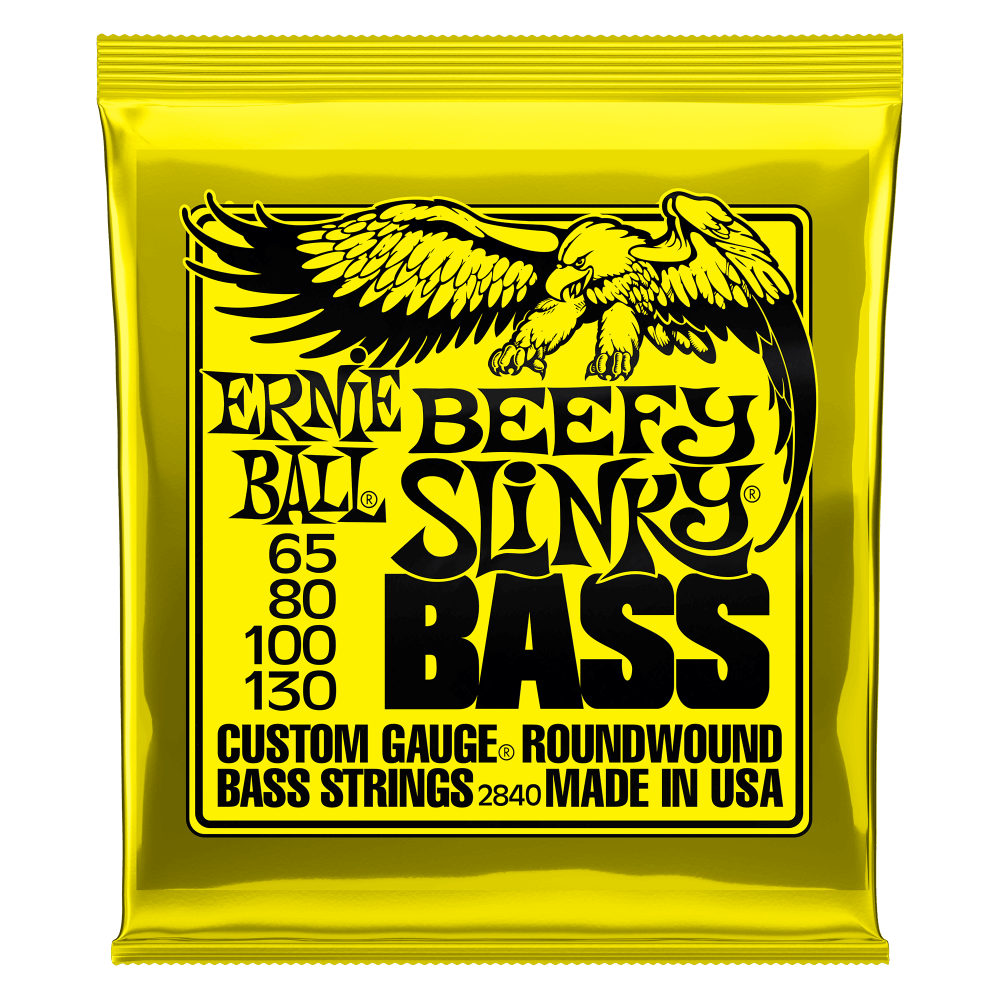 ERNiE
BALL®
BEEFY
SLiNKY®
BASS
65
80
100
130
CUSTOM GAUGE® ROUNDWOUND
BASS STRINGS 2840 MADE IN USA